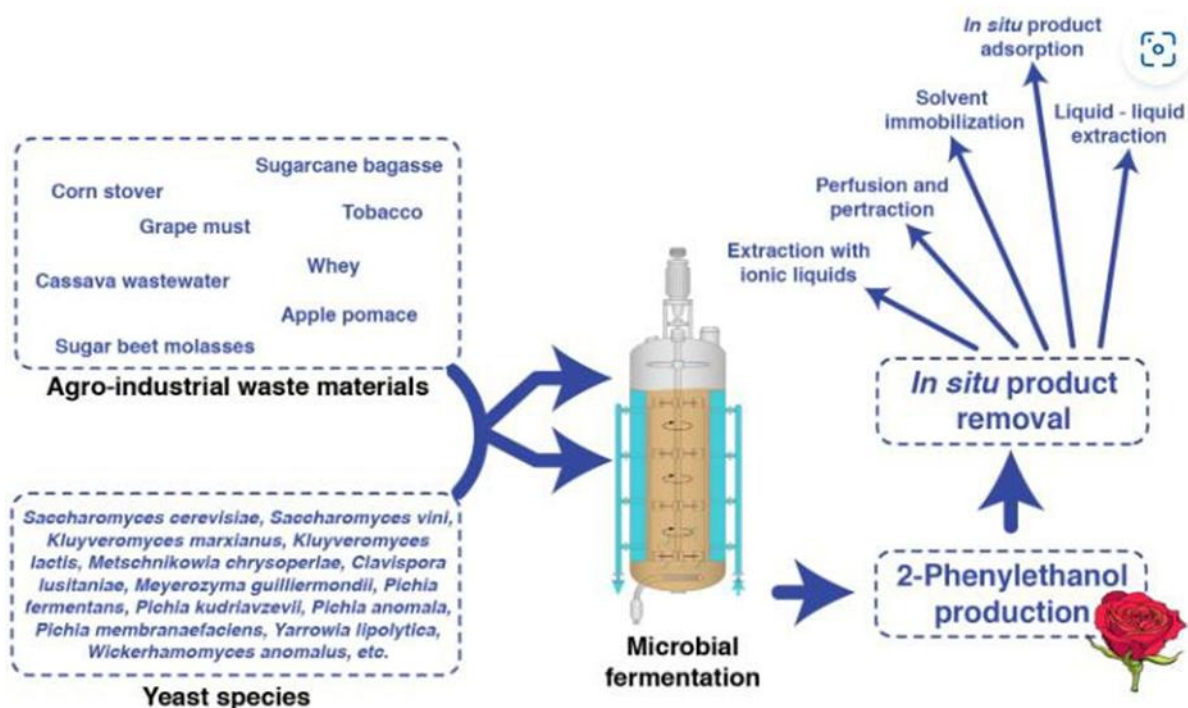 Sugarcane bagasse
Corn stover
Tobacco
Grape must
Whey
Cassava wastewater
Apple pomace
Sugar beet molasses
Agro-industrial waste materials
Saccharomyces cerevisiae, Saccharomyces vini,
Kluyveromyces marxianus, Kluyveromyces
lactis, Metschnikowia chrysoperlae, Clavispora
lusitaniae, Meyerozyma guilliermondii, Pichia
fermentans, Pichia kudriavzevii, Pichia anomala,
Pichia membranaefaciens, Yarrowia lipolytica,
Wickerhamomyces anomalus, etc.
Yeast species
Microbial
fermentation
2-Phenylethanol
production
In situ product
removal
Extraction with
ionic liquids
Perfusion and
pertraction
Solvent
immobilization
In situ product
adsorption
Liquid - liquid
extraction